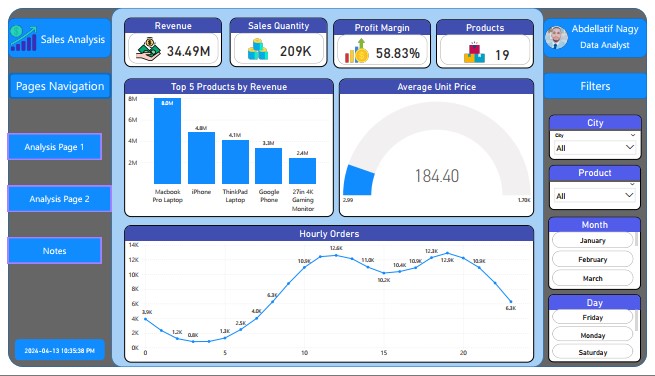 Sales Analysis
Pages Navigation
Analysis Page 1
Analysis Page 2
Notes
2024-04-13 10:35:38 PM
Revenue
34.49M
Sales Quantity
209K
Profit Margin
58.83%
Products
19
Top 5 Products by Revenue
8M
6M
4M
2M
8.0M
4.8M
4.1M
3.3M
2.4M
Macbook Pro Laptop
iPhone
ThinkPad Laptop
Google Phone
27in 4K Gaming Monitor
Average Unit Price
184.40
2.99
1.70K
Hourly Orders
14K
12K
10K
8K
6K
4K
2K
0K
3.9K
1.2K
0.8K
1.3K
2.5K
4.0K
6.3K
10.9K
12.6K
11.0K
10.2K
10.4K
10.9K
12.3K
12.9K
10.9K
6.3K
0
5
10
15
20
Abdellatif Nagy
Data Analyst
Filters
City
City
All
Product
All
Month
January
February
March
Day
Friday
Monday
Saturday